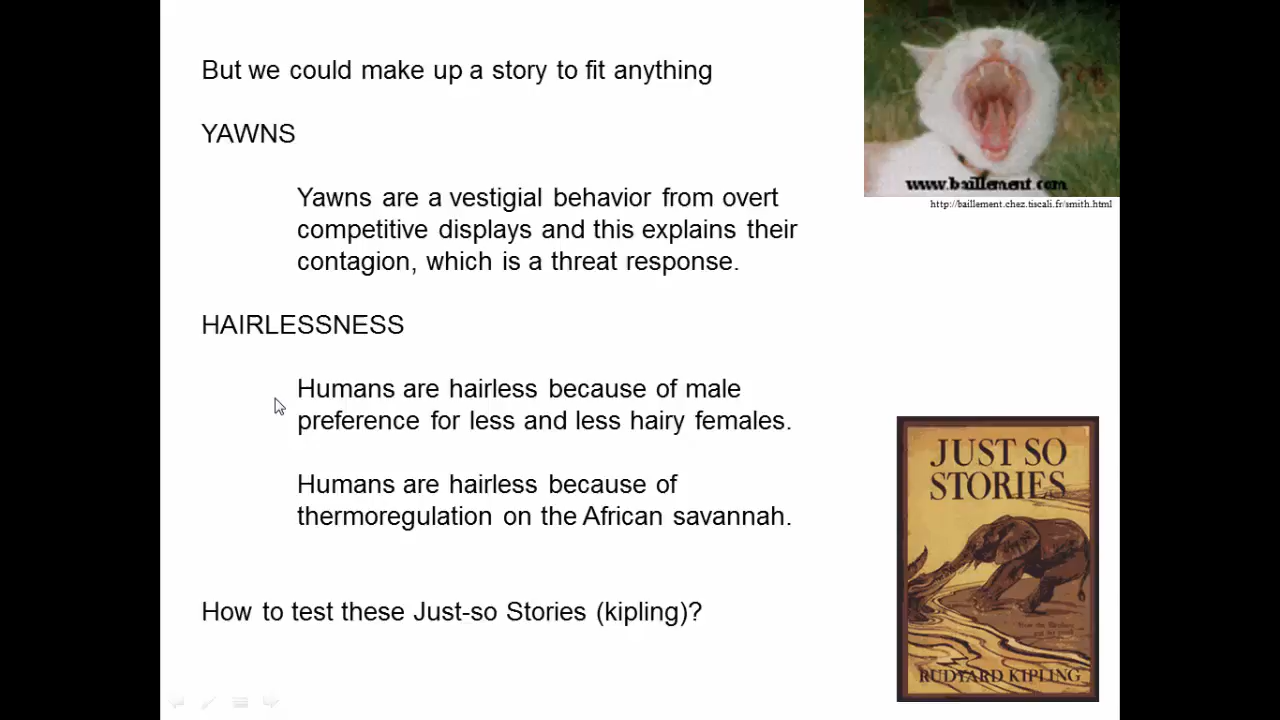 But we could make up a story to fit anything
YAWNS
Yawns are a vestigial behavior from overt
competitive displays and this explains their
contagion, which is a threat response.
HAIRLESSNESS
Humans are hairless because of male
preference for less and less hairy females.
Humans are hairless because of
thermoregulation on the African savannah.
How to test these Just-so Stories (kipling)?
www.baillement.com
http://baillement.chez.tiscali.fr/smith.html
JUST SO
STORIES
RUDYARD KIPLING